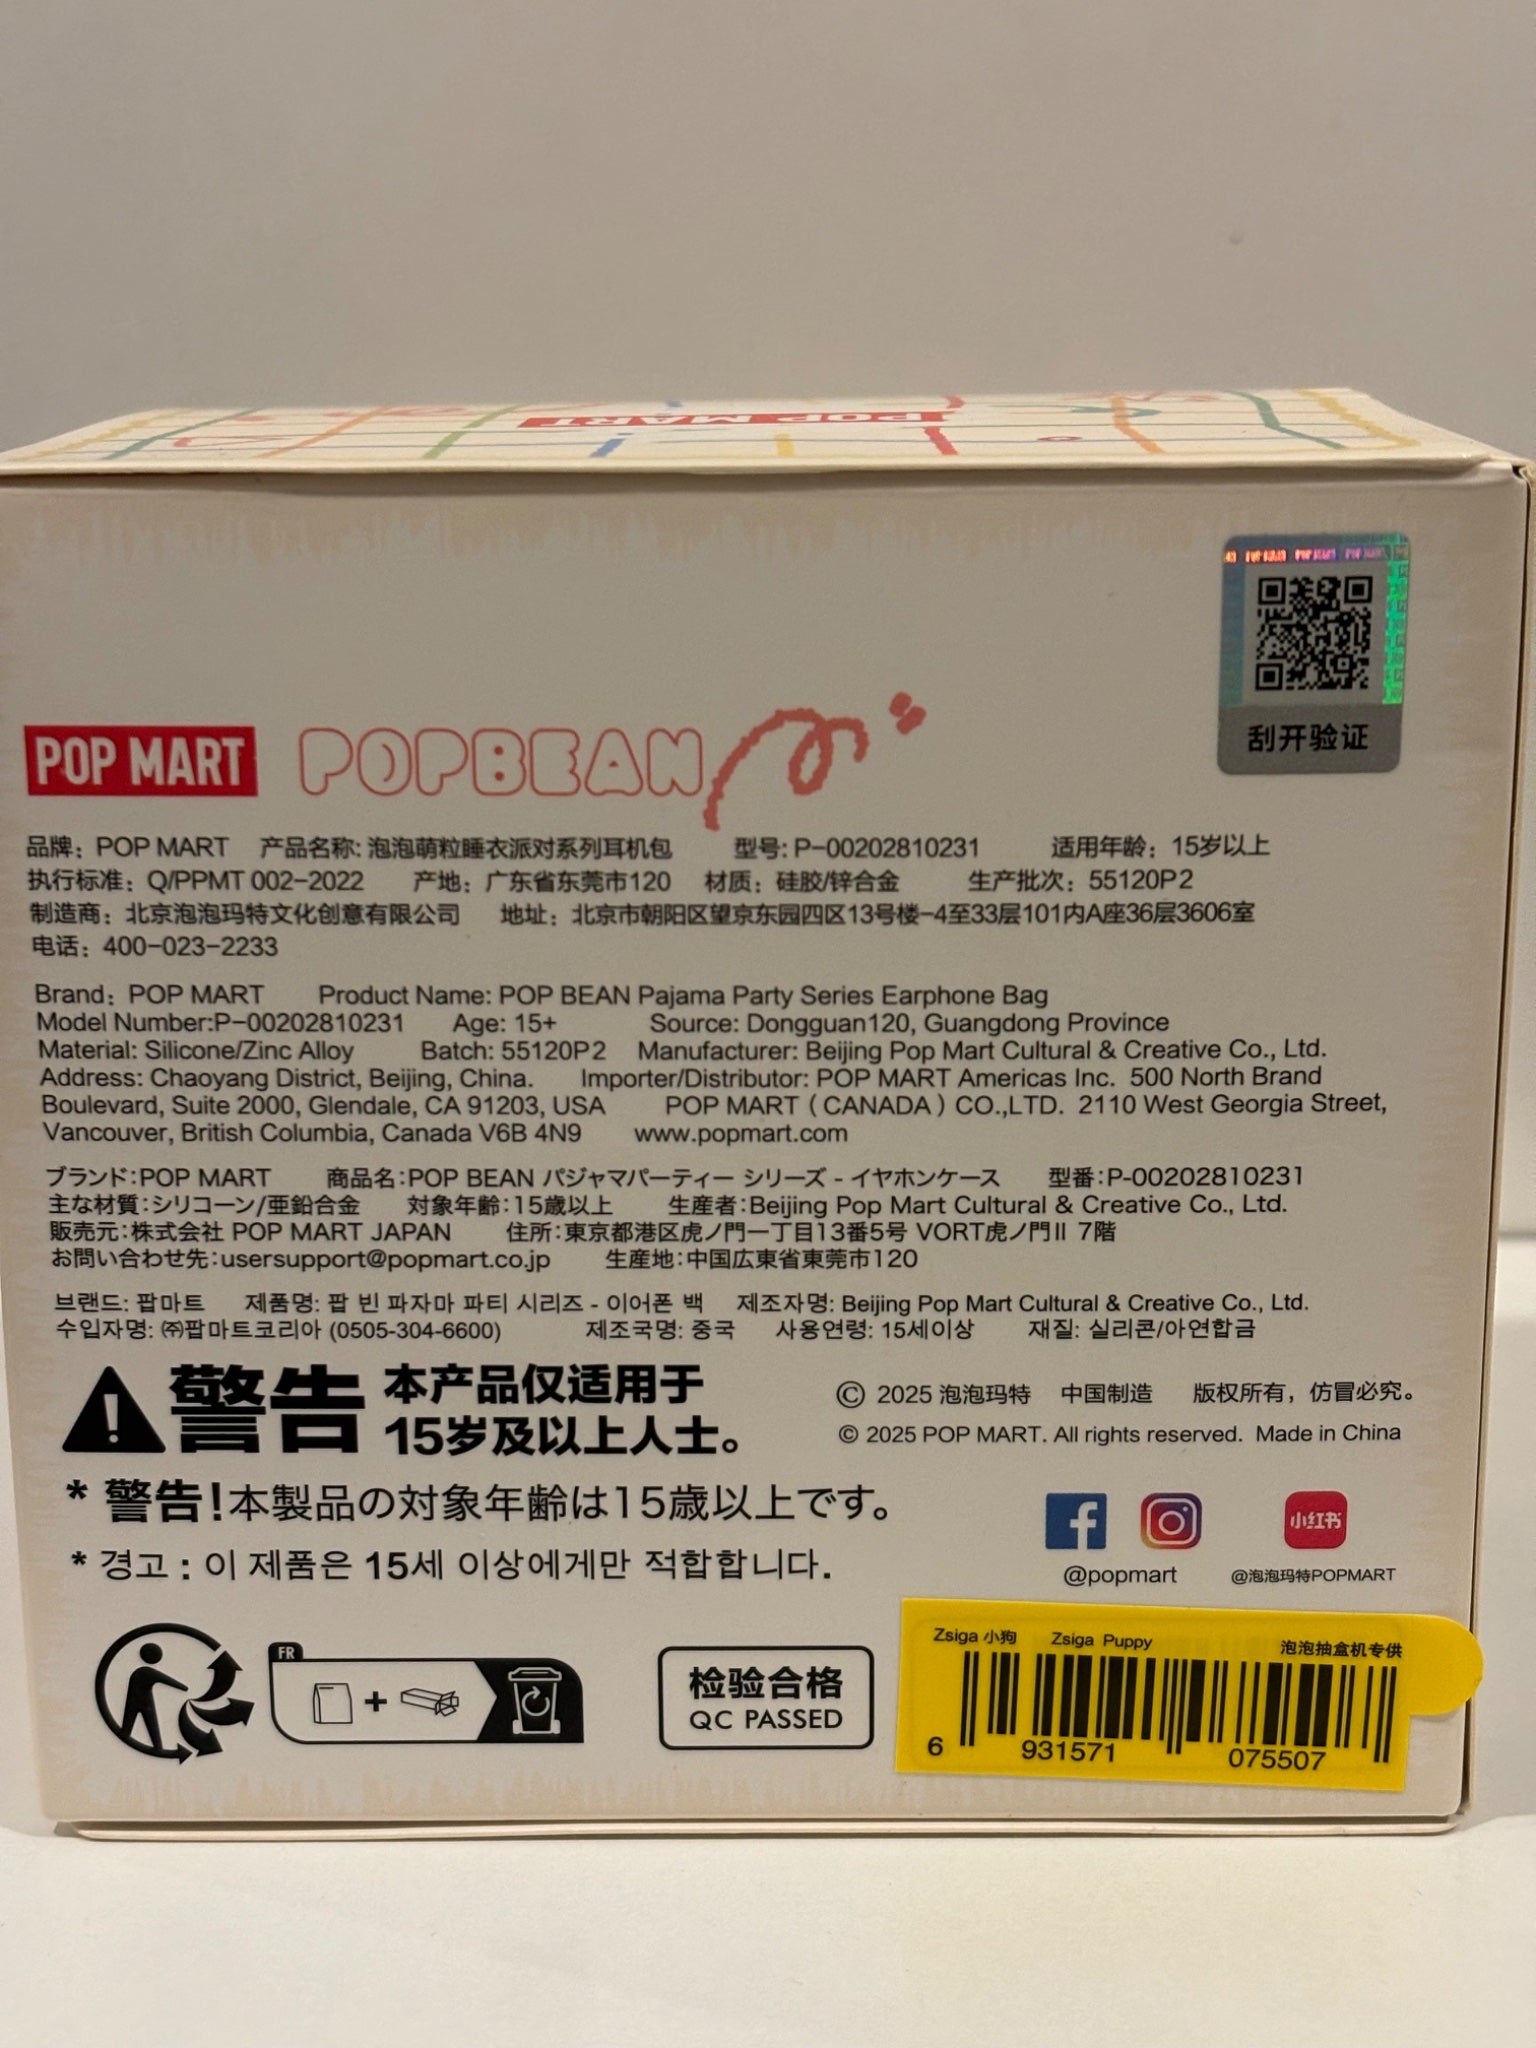 POP MART
POP MART POP MART POP MART
刮开验证
POP MART POPBEAN
品牌：POP MART 产品名称: 泡泡萌粒睡衣派对系列耳机包 型号: P-00202810231 适用年龄：15岁以上
执行标准：Q/PPMT 002-2022 产地：广东省东莞市120 材质：硅胶/锌合金 生产批次：55120P2
制造商：北京泡泡玛特文化创意有限公司 地址：北京市朝阳区望京东园四区13号楼-4至33层101内A座36层3606室
电话：400-023-2233
Brand：POP MART Product Name: POP BEAN Pajama Party Series Earphone Bag
Model Number:P-00202810231 Age: 15+ Source: Dongguan120, Guangdong Province
Material: Silicone/Zinc Alloy Batch: 55120P2 Manufacturer: Beijing Pop Mart Cultural & Creative Co., Ltd.
Address: Chaoyang District, Beijing, China. Importer/Distributor: POP MART Americas Inc. 500 North Brand
Boulevard, Suite 2000, Glendale, CA 91203, USA POP MART（CANADA）CO.,LTD. 2110 West Georgia Street,
Vancouver, British Columbia, Canada V6B 4N9 www.popmart.com
ブランド:POP MART 商品名:POP BEAN パジャマパーティー シリーズ - イヤホンケース 型番:P-00202810231
主な材質:シリコーン/亜鉛合金 対象年齢:15歳以上 生産者:Beijing Pop Mart Cultural & Creative Co., Ltd.
販売元:株式会社 POP MART JAPAN 住所:東京都港区虎ノ門一丁目13番5号 VORT虎ノ門Ⅱ 7階
お問い合わせ先:usersupport@popmart.co.jp 生産地:中国広東省東莞市120
브랜드: 팝마트 제품명: 팝 빈 파자마 파티 시리즈 - 이어폰 백 제조자명: Beijing Pop Mart Cultural & Creative Co., Ltd.
수입자명: ㈜팝마트코리아 (0505-304-6600) 제조국명: 중국 사용연령: 15세이상 재질: 실리콘/아연합금
警告 本产品仅适用于
15岁及以上人士。
© 2025 泡泡玛特 中国制造 版权所有，仿冒必究。
© 2025 POP MART. All rights reserved. Made in China
* 警告!本製品の対象年齢は15歳以上です。
* 경고 : 이 제품은 15세 이상에게만 적합합니다.
小红书
@popmart @泡泡玛特POPMART
FR
检验合格
QC PASSED
Zsiga 小狗 Zsiga Puppy 泡泡抽盒机专供
6 931571 075507